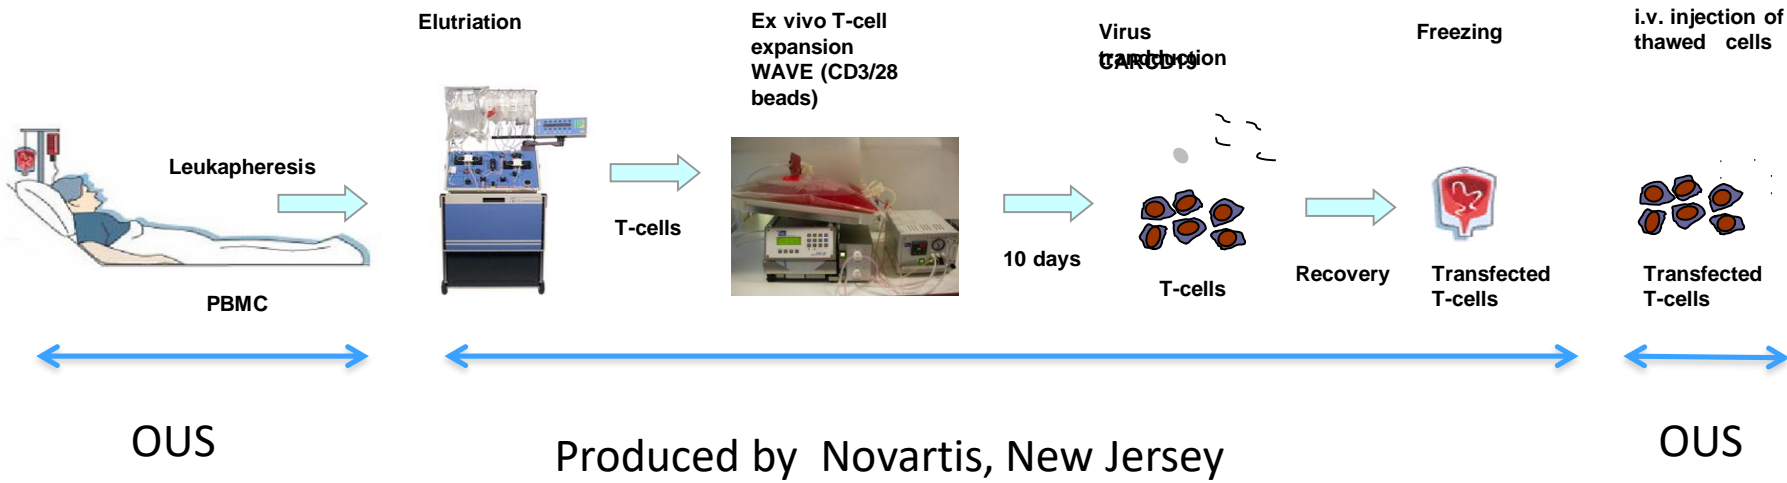 Elutriation
Ex vivo T-cell
expansion
WAVE (CD3/28
beads)
Virus
CARCD19
Freezing
i.v. injection of
thawed cells
Leukapheresis
PBMC
T-cells
10 days
T-cells
Recovery
Transfected
T-cells
Transfected
T-cells
OUS
Produced by Novartis, New Jersey
OUS